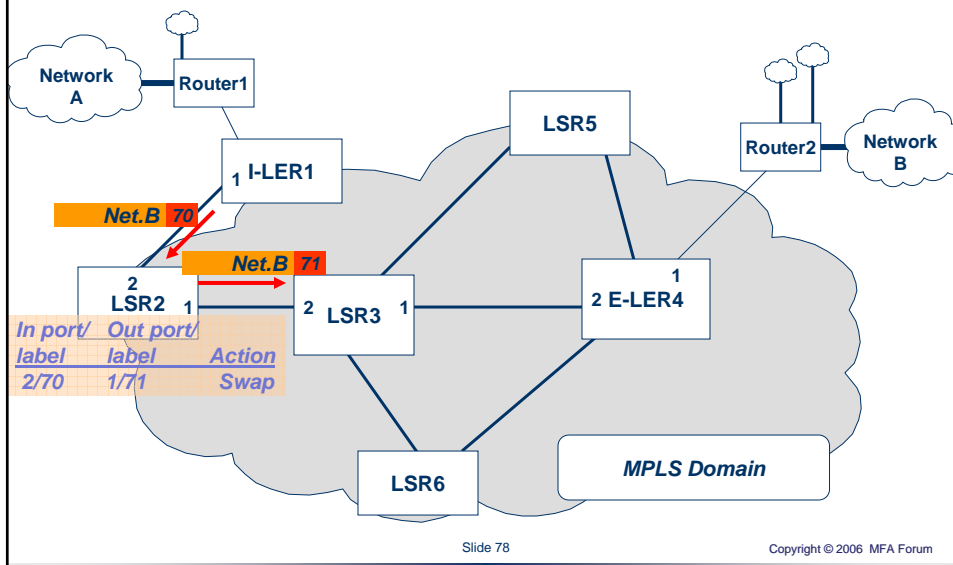 Network
A
Router1
LSR5
Router2
Network
B
1
I-LER1
Net.B 70
Net.B 71
2
LSR2
1
2
LSR3
1
1
2
E-LER4
In port/ Out port/
label label Action
2/70 1/71 Swap
LSR6
MPLS Domain
Slide 78
Copyright © 2006 MFA Forum